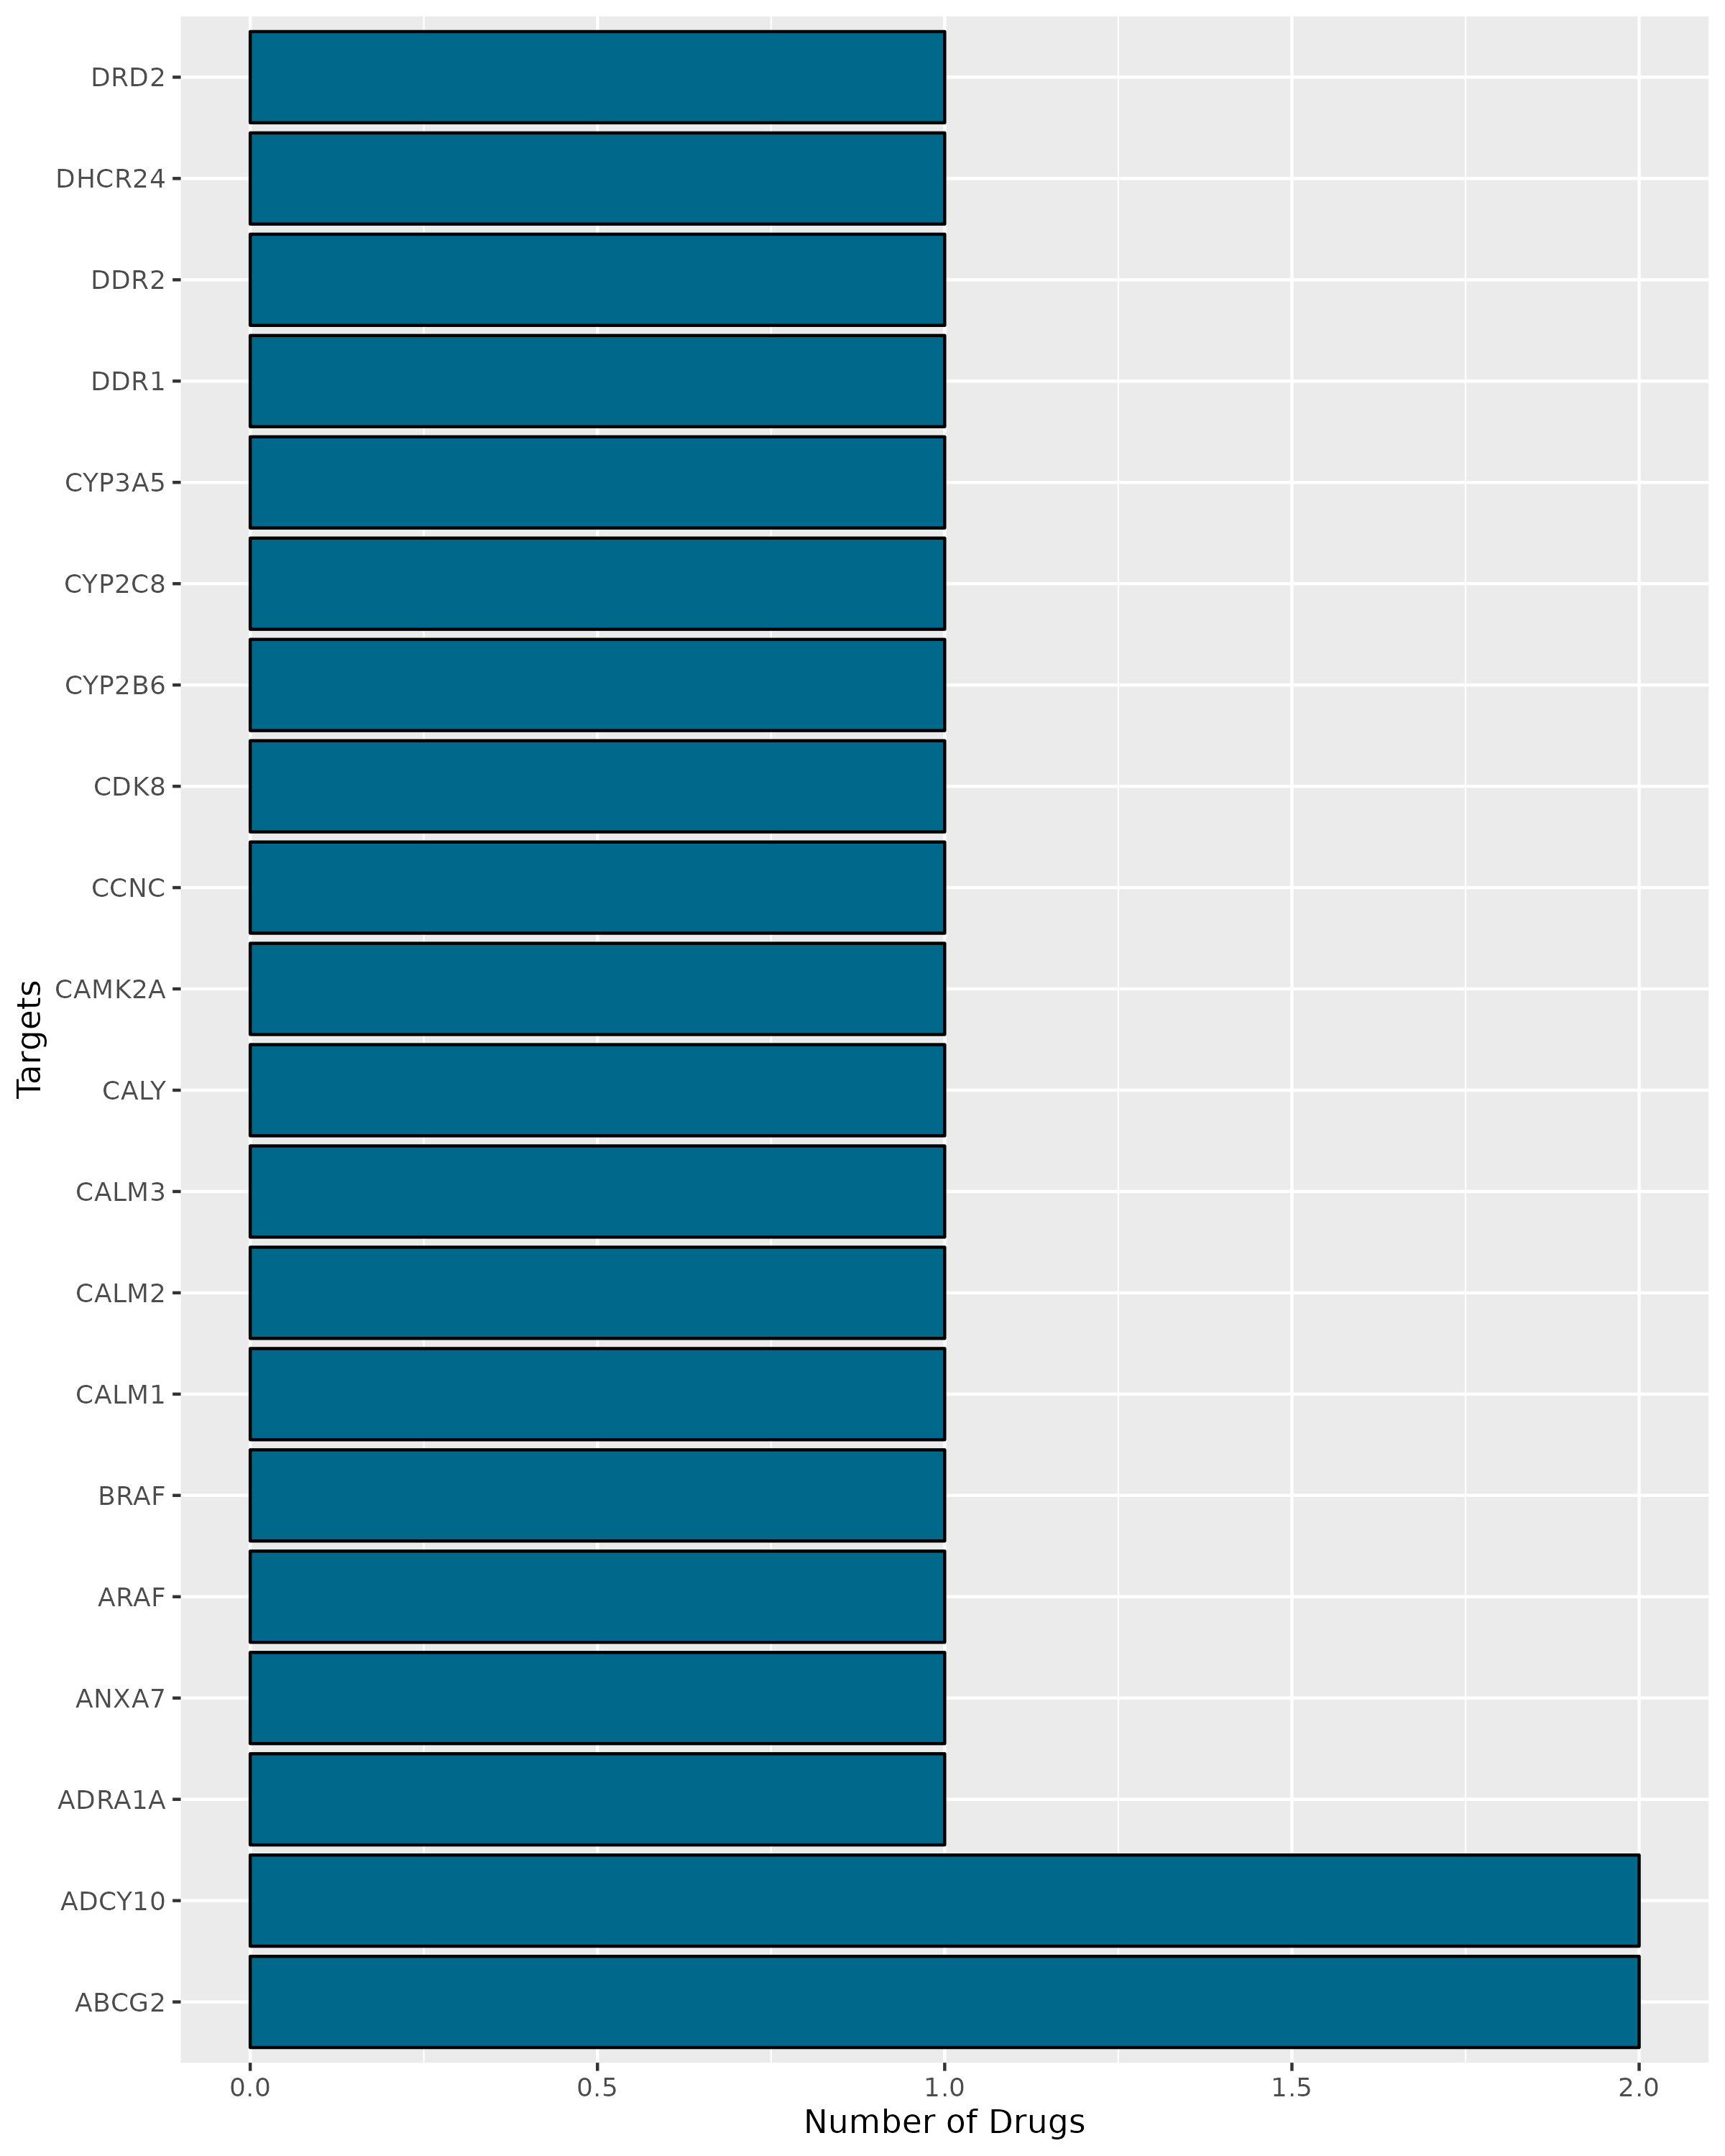 DRD2
DHCR24
DDR2
DDR1
CYP3A5
CYP2C8
CYP2B6
CDK8
CCNC
CAMK2A
CALY
CALM3
CALM2
CALM1
BRAF
ARAF
ANXA7
ADRA1A
ADCY10
ABCG2
Targets
0.0 0.5 1.0 1.5 2.0
Number of Drugs